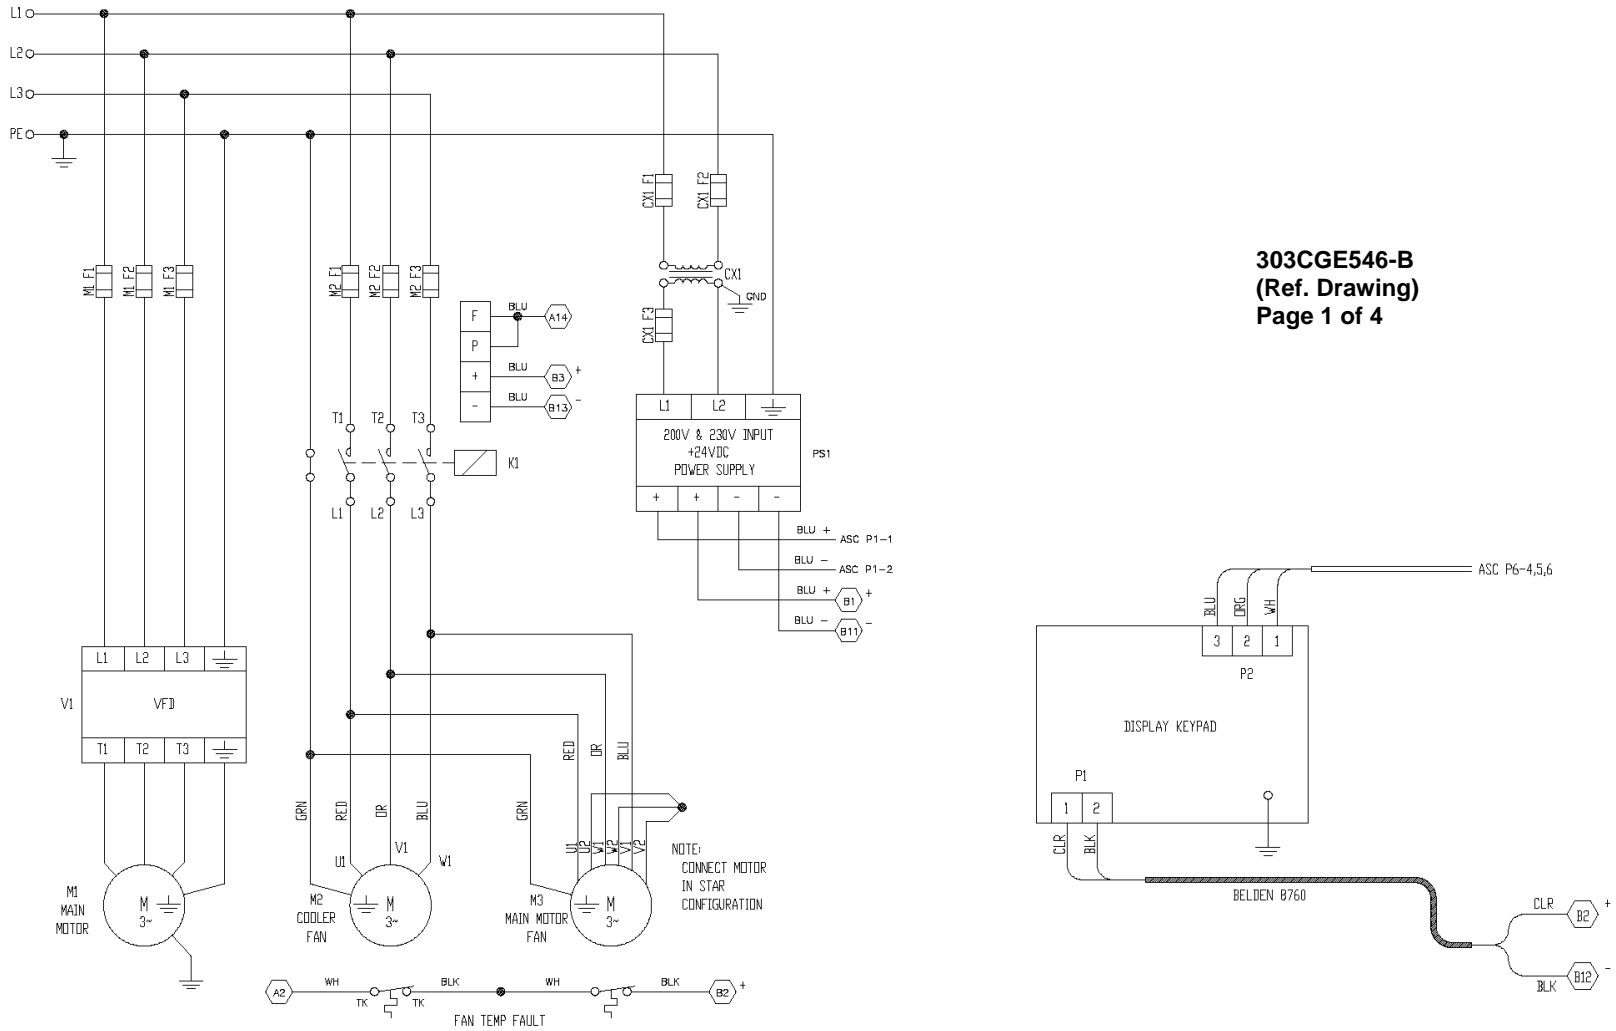 L1
L2
L3
PE
CX1 F1
CX1 F2
M1 F1
M1 F2
M1 F3
M2 F1
M2 F2
M2 F3
CX1
GND
CX1 F3
303CGE546-B
(Ref. Drawing)
Page 1 of 4
F
BLU
A14
P
+
BLU
B3
+
-
BLU
B13
-
T1
T2
T3
K1
L1
L2
L3
L1
L2
200V & 230V INPUT
+24VDC
POWER SUPPLY
PS1
+
+
-
-
BLU +
ASC P1-1
BLU -
ASC P1-2
BLU +
B1
+
BLU -
B11
-
L1
L2
L3
V1
VFD
T1
T2
T3
ASC P6-4,5,6
BLU
ORG
WH
3
2
1
P2
DISPLAY KEYPAD
P1
1
2
CLR
BLK
BELDEN 8760
CLR
B2
+
BLK
B12
-
RED
OR
BLU
GRN
RED
OR
BLU
GRN
U1
V1
W1
U1
U2
W1
W2
V1
V2
NOTE:
CONNECT MOTOR
IN STAR
CONFIGURATION
M1
MAIN
MOTOR
M
3~
M2
COOLER
FAN
M
3~
M3
MAIN MOTOR
FAN
M
3~
A2
WH
TK
TK
BLK
WH
BLK
B2
+
FAN TEMP FAULT